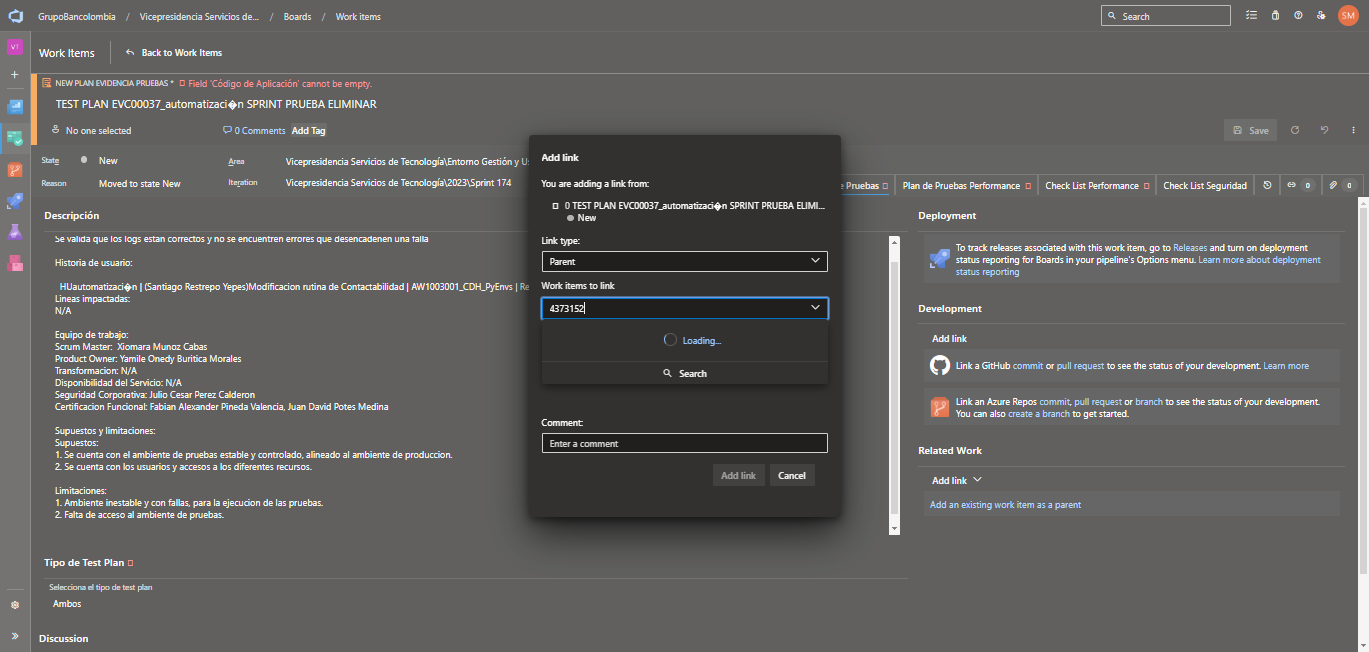 GrupoBancolombia / Vicepresidencia Servicios de... / Boards / Work items
Search
SM
VT
Work Items
Back to Work Items
NEW PLAN EVIDENCIA PRUEBAS * Field 'Código de Aplicación' cannot be empty.
TEST PLAN EVC00037_automatizaci�n SPRINT PRUEBA ELIMINAR
No one selected
0 Comments
Add Tag
Save
State
New
Area
Vicepresidencia Servicios de Tecnología\Entorno Gestión y Us
Reason
Moved to state New
Iteration
Vicepresidencia Servicios de Tecnología\2023\Sprint 174
e Pruebas
Plan de Pruebas Performance
Check List Performance
Check List Seguridad
0
0
Descripción
Se valida que los logs estan correctos y no se encuentren errores que desencadenen una falla
Historia de usuario:
HUautomatizaci�n | (Santiago Restrepo Yepes)Modificacion rutina de Contactabilidad | AW1003001_CDH_PyEnvs | Re
Lineas impactadas:
N/A
Equipo de trabajo:
Scrum Master: Xiomara Munoz Cabas
Product Owner: Yamile Onedy Buritica Morales
Transformacion: N/A
Disponibilidad del Servicio: N/A
Seguridad Corporativa: Julio Cesar Perez Calderon
Certification Funcional: Fabian Alexander Pineda Valencia, Juan David Potes Medina
Supuestos y limitaciones:
Supuestos:
1. Se cuenta con el ambiente de pruebas estable y controlado, alineado al ambiente de produccion.
2. Se cuenta con los usuarios y accesos a los diferentes recursos.
Limitaciones:
1. Ambiente inestable y con fallas, para la ejecucion de las pruebas.
2. Falta de acceso al ambiente de pruebas.
Tipo de Test Plan
Selecciona el tipo de test plan
Ambos
Discussion
Add link
You are adding a link from:
0 TEST PLAN EVC00037_automatizaci�n SPRINT PRUEBA ELIMI...
New
Link type:
Parent
Work items to link
4373152
Loading...
Search
Comment:
Enter a comment
Add link
Cancel
Deployment
To track releases associated with this work item, go to Releases and turn on deployment
status reporting for Boards in your pipeline's Options menu. Learn more about deployment
status reporting
Development
Add link
Link a GitHub commit or pull request to see the status of your development. Learn more
Link an Azure Repos commit, pull request or branch to see the status of your development.
You can also create a branch to get started.
Related Work
Add link
Add an existing work item as a parent